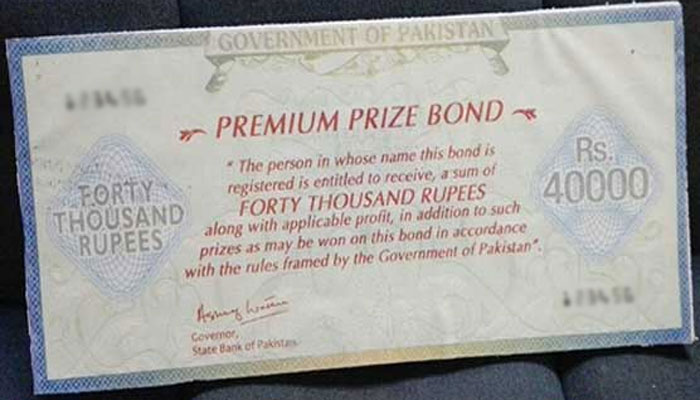 GOVERNMENT OF PAKISTAN
PREMIUM PRIZE BOND
" The person in whose name this bond is
registered is entitled to receive, a sum of
FORTY THOUSAND RUPEES
along with applicable profit, in addition to such
prizes as may be won on this bond in accordance
with the rules framed by the Government of Pakistan".
FORTY
THOUSAND
RUPEES
Rs.
40000
Governor,
State Bank of Pakistan